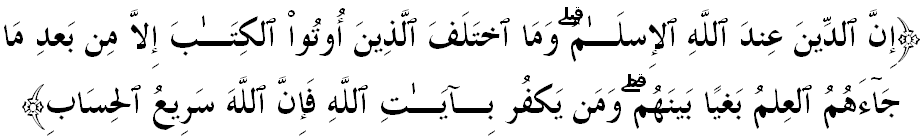 ﴿إِنَّ ٱلدِّينَ عِندَ ٱللَّهِ ٱلإِسلَـٰمُ ۗ وَمَا ٱختَلَفَ ٱلَّذِينَ أُوتُواْ ٱلكِتَـٰبَ إِلَّا مِن بَعدِ مَا
جَآءَهُمُ ٱلعِلمُ بَغيًا بَينَهُم ۗ وَمَن يَكفُر بِـَٔايَـٰتِ ٱللَّهِ فَإِنَّ ٱللَّهَ سَرِيعُ ٱلحِسَابِ﴾